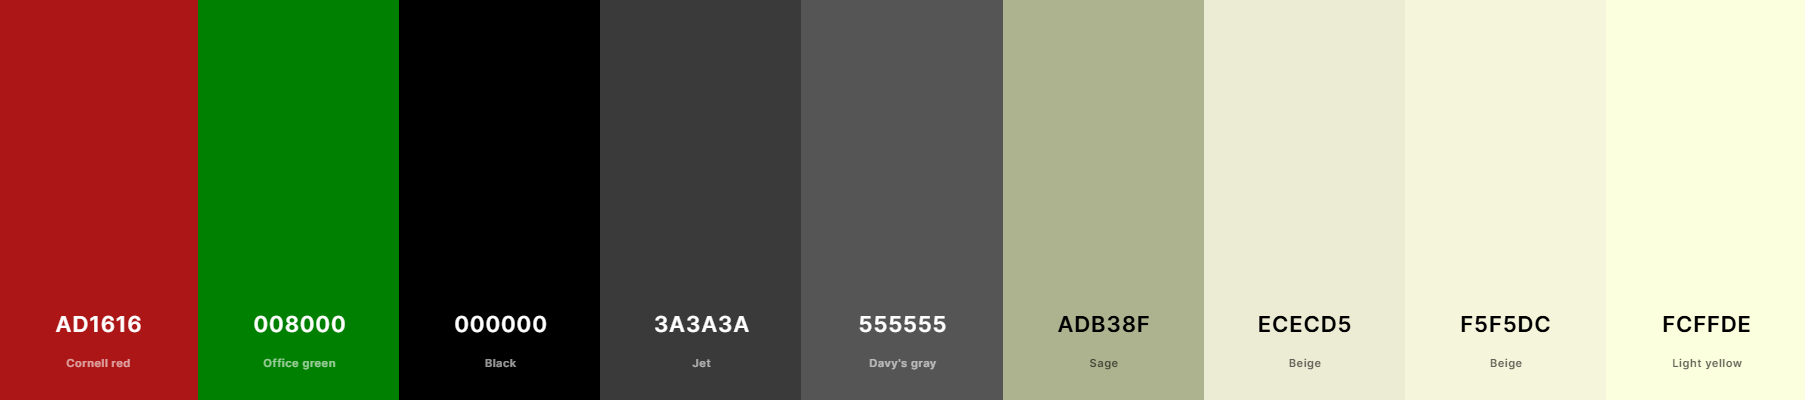 AD1616
Cornell red
008000
Office green
000000
Black
3A3A3A
Jet
555555
Davy's gray
ADB38F
Sage
ECECD5
Beige
F5F5DC
Beige
FCFFDE
Light yellow